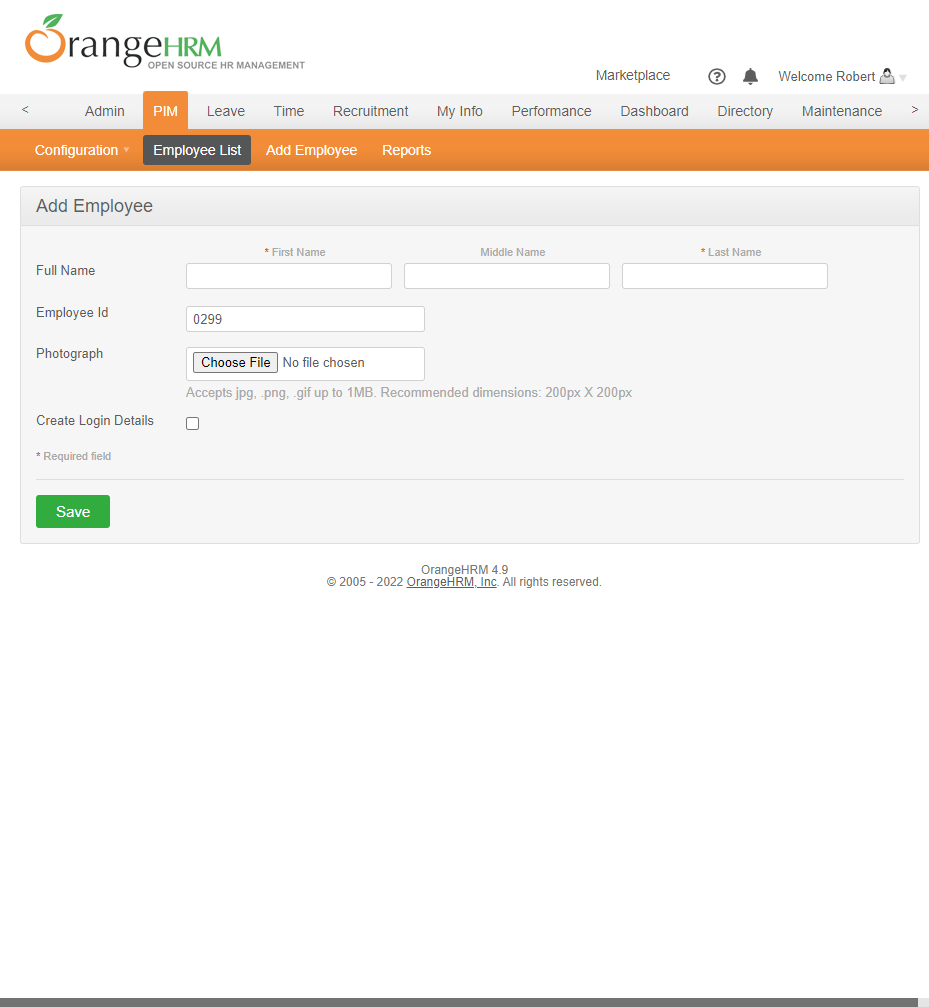 OrangeHRM
OPEN SOURCE HR MANAGEMENT
Marketplace ? Welcome Robert
< Admin PIM Leave Time Recruitment My Info Performance Dashboard Directory Maintenance >
Configuration Employee List Add Employee Reports
Add Employee
* First Name Middle Name * Last Name
Full Name
Employee Id 0299
Photograph Choose File No file chosen
Accepts jpg, .png, .gif up to 1MB. Recommended dimensions: 200px X 200px
Create Login Details
* Required field
Save
OrangeHRM 4.9
© 2005 - 2022 OrangeHRM, Inc. All rights reserved.